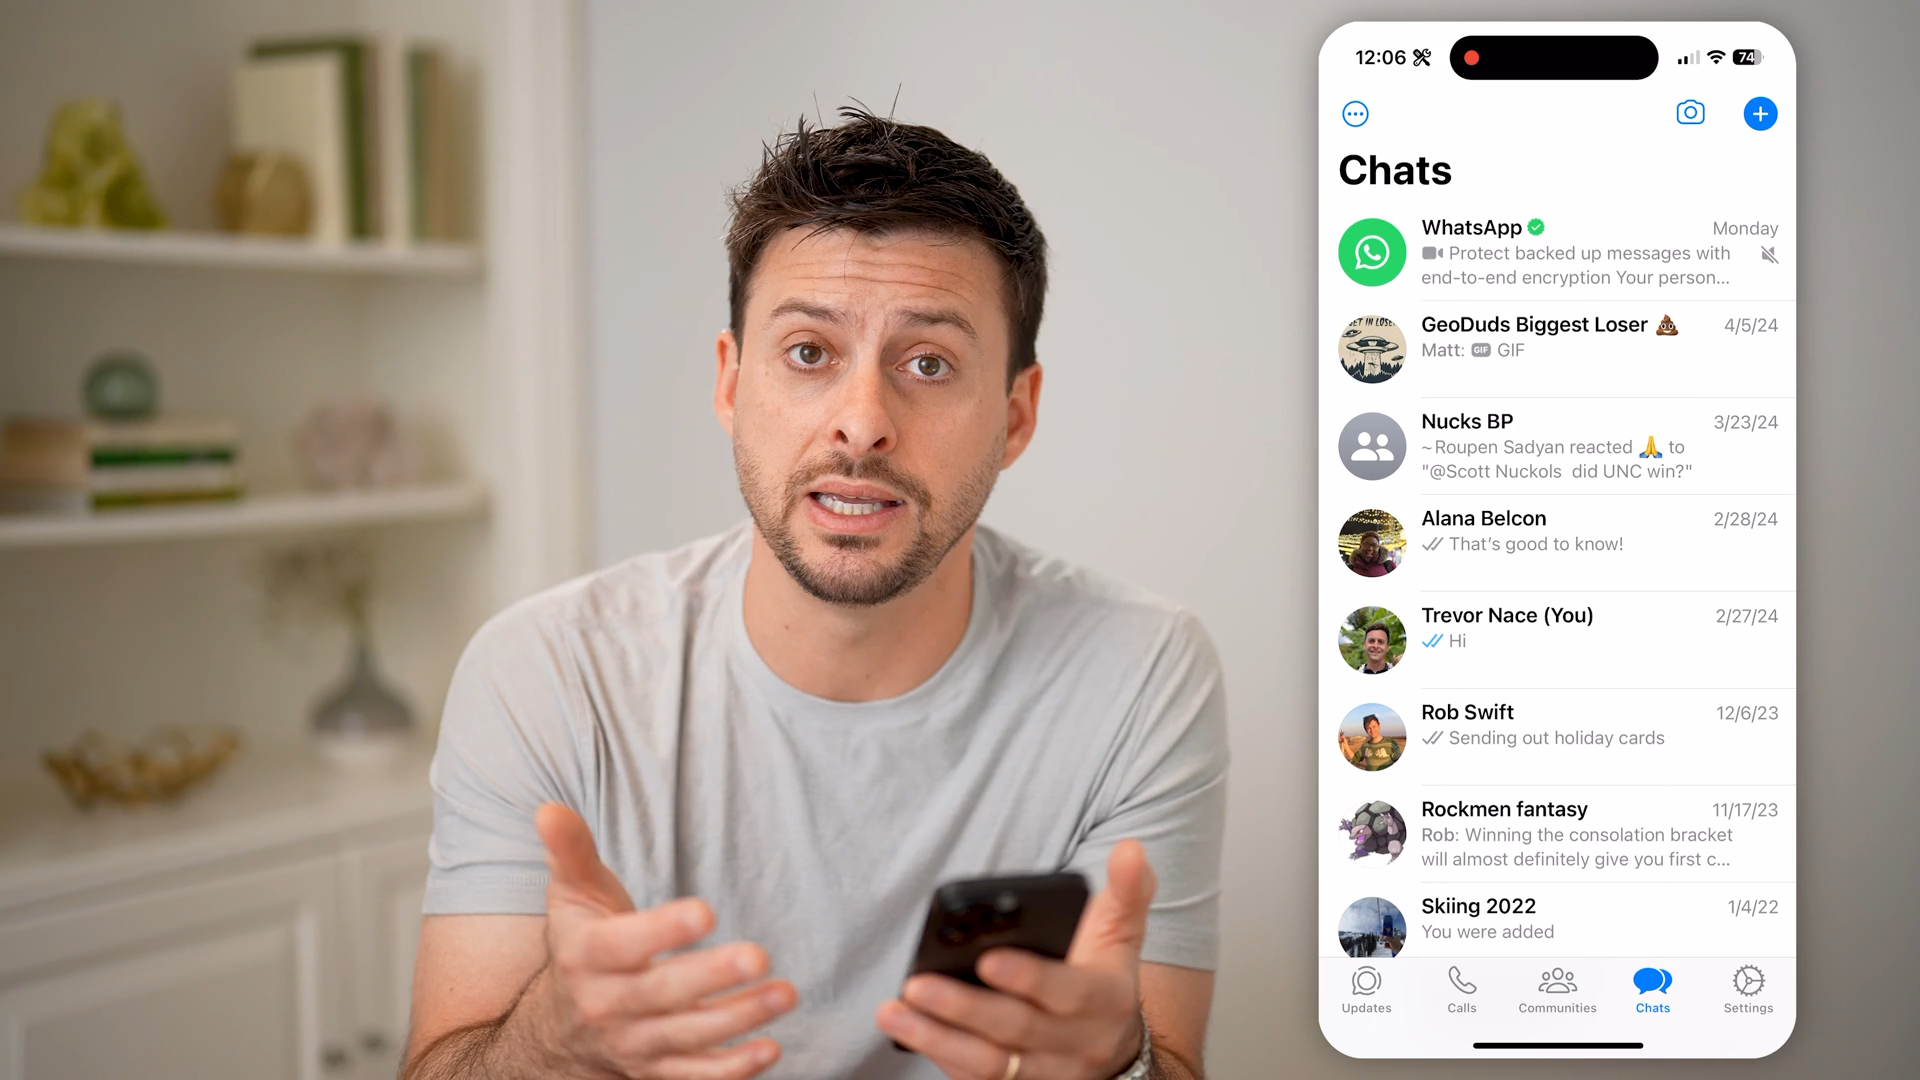 12:06
74
Chats
WhatsApp
Monday
Protect backed up messages with
end-to-end encryption Your person...
GET IN LOSER
GeoDuds Biggest Loser 💩
4/5/24
Matt: GIF GIF
Nucks BP
3/23/24
~Roupen Sadyan reacted 🙏 to
"@Scott Nuckols did UNC win?"
Alana Belcon
2/28/24
That's good to know!
Trevor Nace (You)
2/27/24
Hi
Rob Swift
12/6/23
Sending out holiday cards
Rockmen fantasy
11/17/23
Rob: Winning the consolation bracket
will almost definitely give you first c...
Skiing 2022
1/4/22
You were added
Updates
Calls
Communities
Chats
Settings